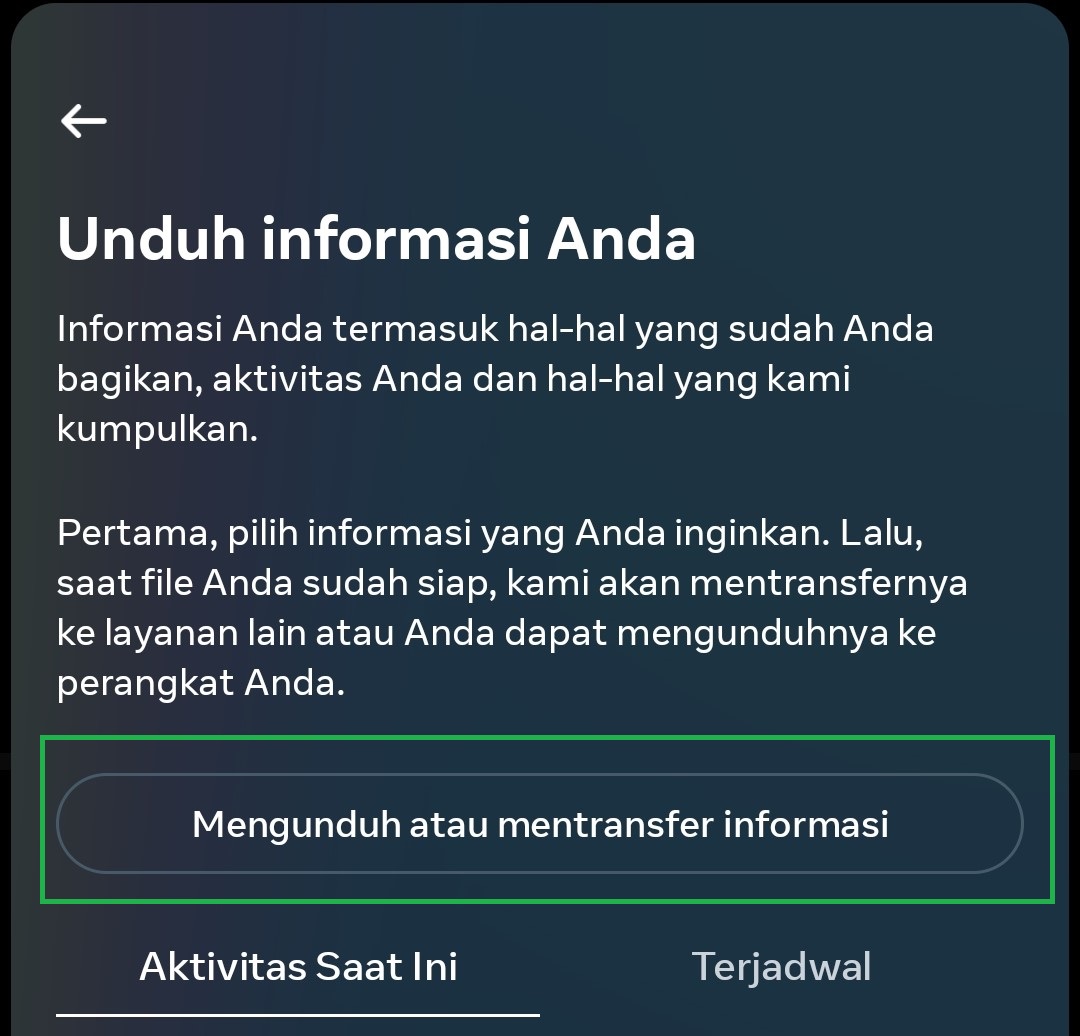 Unduh informasi Anda
Informasi Anda termasuk hal-hal yang sudah Anda
bagikan, aktivitas Anda dan hal-hal yang kami
kumpulkan.
Pertama, pilih informasi yang Anda inginkan. Lalu,
saat file Anda sudah siap, kami akan mentransfernya
ke layanan lain atau Anda dapat mengunduhnya ke
perangkat Anda.
Mengunduh atau mentransfer informasi
Aktivitas Saat Ini
Terjadwal